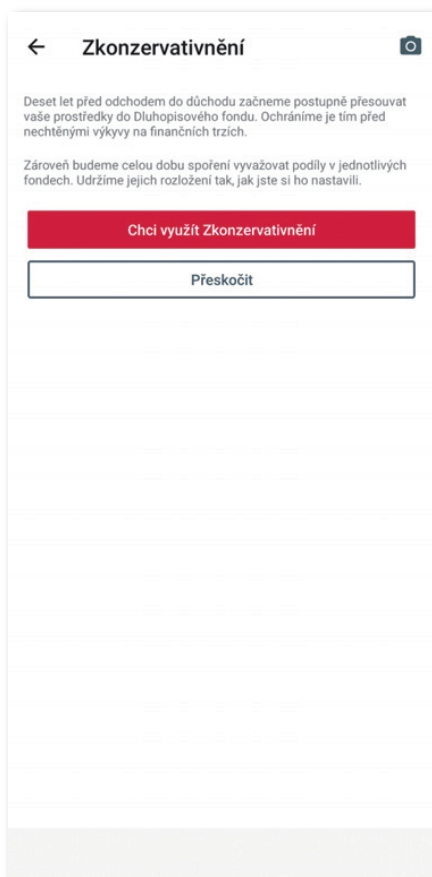 Zkonzervativnění
Deset let před odchodem do důchodu začneme postupně přesouvat
vaše prostředky do Dluhopisového fondu. Ochráníme je tím před
nechtěnými výkyvy na finančních trzích.
Zároveň budeme celou dobu spoření vyvažovat podíly v jednotlivých
fondech. Udržíme jejich rozložení tak, jak jste si ho nastavili.
Chci využít Zkonzervativnění
Přeskočit